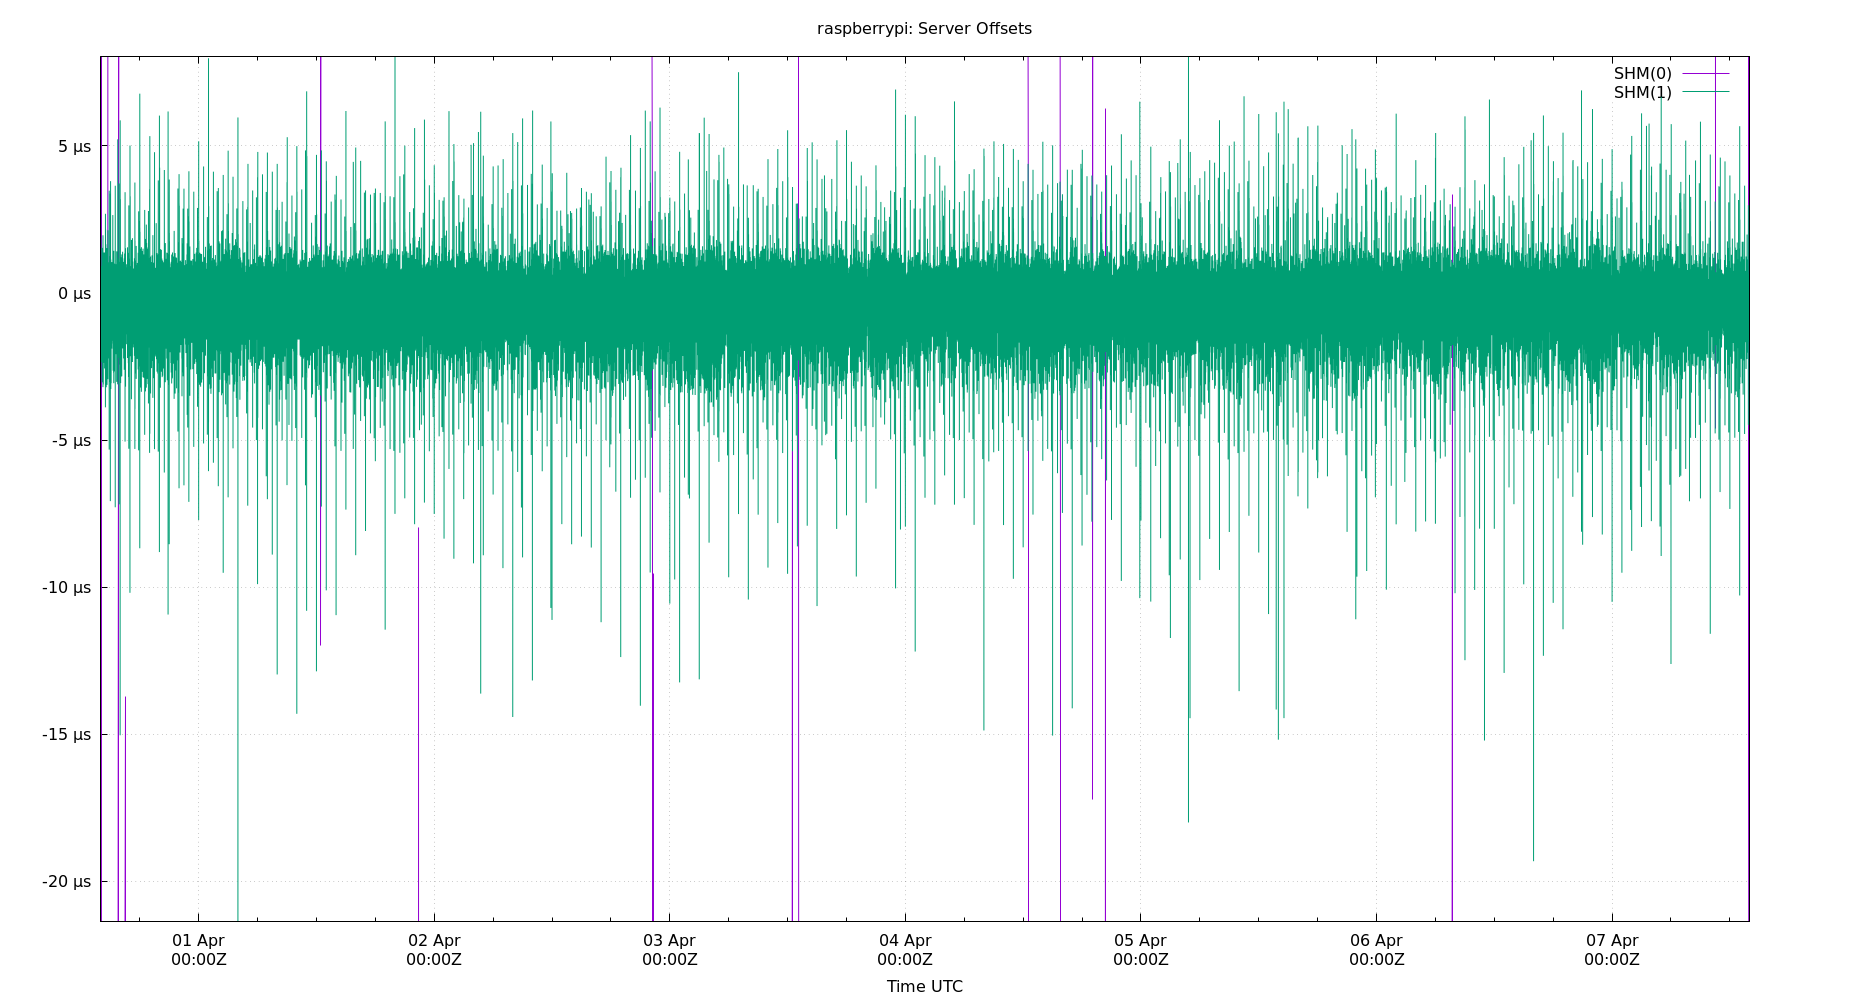 raspberrypi: Server Offsets
SHM(0)
SHM(1)
5 µs
0 µs
-5 µs
-10 µs
-15 µs
-20 µs
01 Apr 02 Apr 03 Apr 04 Apr 05 Apr 06 Apr 07 Apr
00:00Z 00:00Z 00:00Z 00:00Z 00:00Z 00:00Z 00:00Z
Time UTC